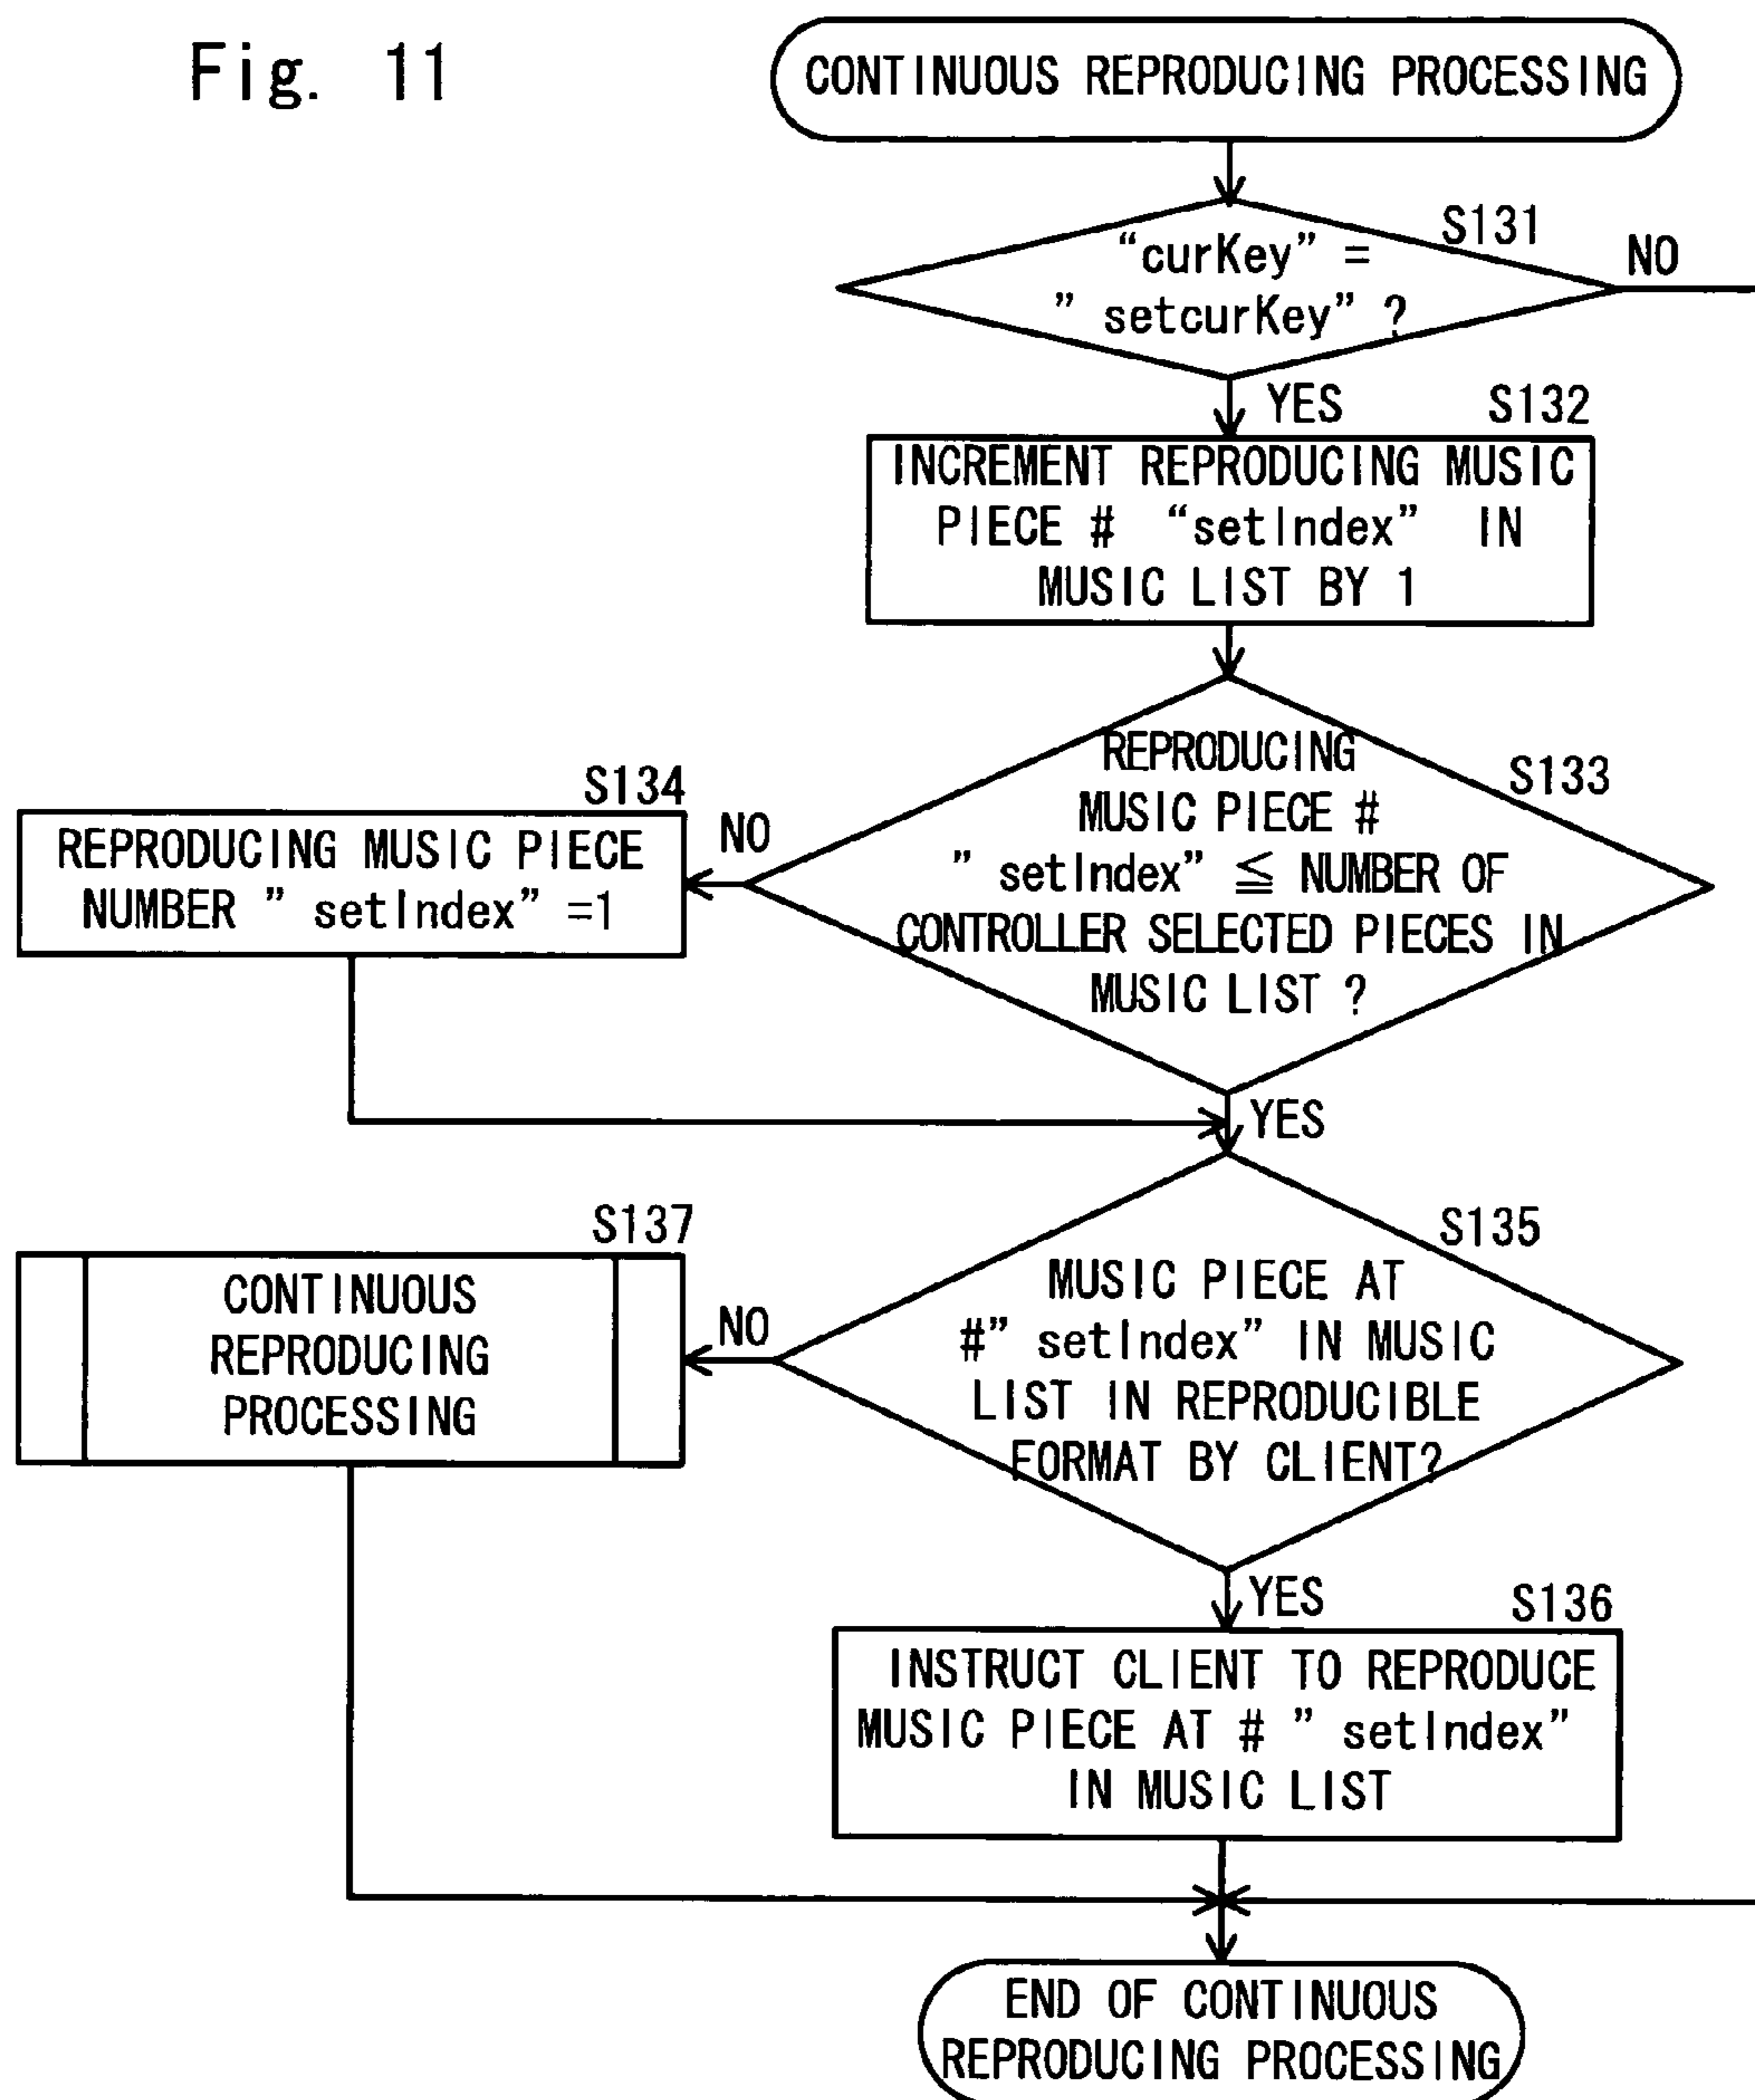 Fig. 11
CONTINUOUS REPRODUCING PROCESSING
S131
“curKey” =
” setcurKey” ?
NO
YES
S132
INCREMENT REPRODUCING MUSIC
PIECE # “setIndex” IN
MUSIC LIST BY 1
S133
REPRODUCING
MUSIC PIECE #
” setIndex” ≦ NUMBER OF
CONTROLLER SELECTED PIECES IN
MUSIC LIST ?
NO
S134
REPRODUCING MUSIC PIECE
NUMBER ” setIndex” =1
YES
S135
MUSIC PIECE AT
#” setIndex” IN MUSIC
LIST IN REPRODUCIBLE
FORMAT BY CLIENT?
NO
S137
CONTINUOUS
REPRODUCING
PROCESSING
YES
S136
INSTRUCT CLIENT TO REPRODUCE
MUSIC PIECE AT # ” setIndex”
IN MUSIC LIST
END OF CONTINUOUS
REPRODUCING PROCESSING